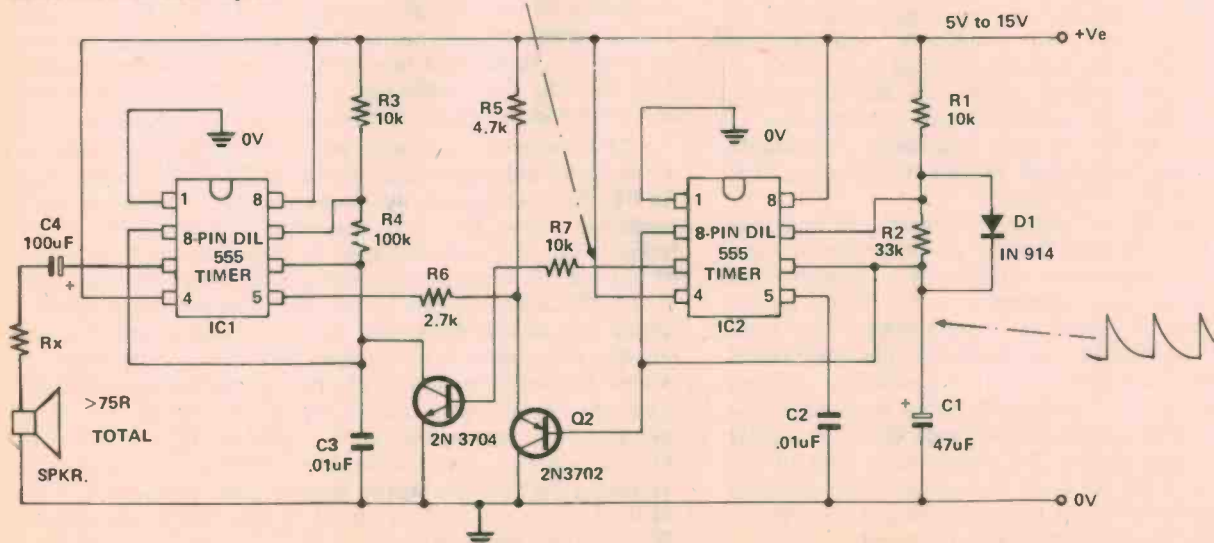 5V to 15V
+Ve
R3
10k
R5
4.7k
R1
10k
0V
0V
1
8
8-PIN DIL
555
TIMER
4
5
IC1
R4
100k
C4
100uF
+
R7
10k
R6
2.7k
1
8
8-PIN DIL
555
TIMER
4
5
IC2
R2
33k
D1
IN 914
Rx
>75R
TOTAL
SPKR.
C3
.01uF
2N 3704
Q2
2N3702
C2
.01uF
+
C1
47uF
0V